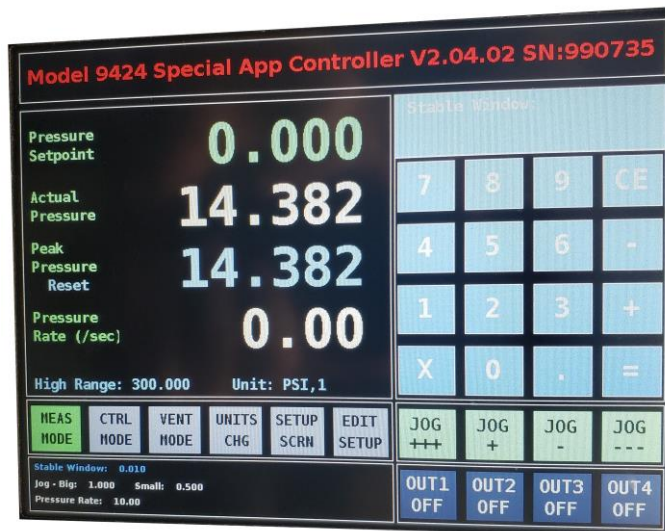 Model 9424 Special App Controller V2.04.02 SN:990735
Pressure
Setpoint
0.000
Actual
Pressure
14.382
Peak
Pressure
Reset
14.382
Pressure
Rate (/sec)
0.00
High Range: 300.000 Unit: PSI,1
MEAS
MODE
CTRL
MODE
VENT
MODE
UNITS
CHG
SETUP
SCRN
EDIT
SETUP
Stable Window: 0.010
Jog - Big: 1.000 Small: 0.500
Pressure Rate: 10.00
Stable Window:
7 8 9 CE
4 5 6 -
1 2 3 +
X 0 . =
JOG
+++
JOG
+
JOG
-
JOG
---
OUT1
OFF
OUT2
OFF
OUT3
OFF
OUT4
OFF